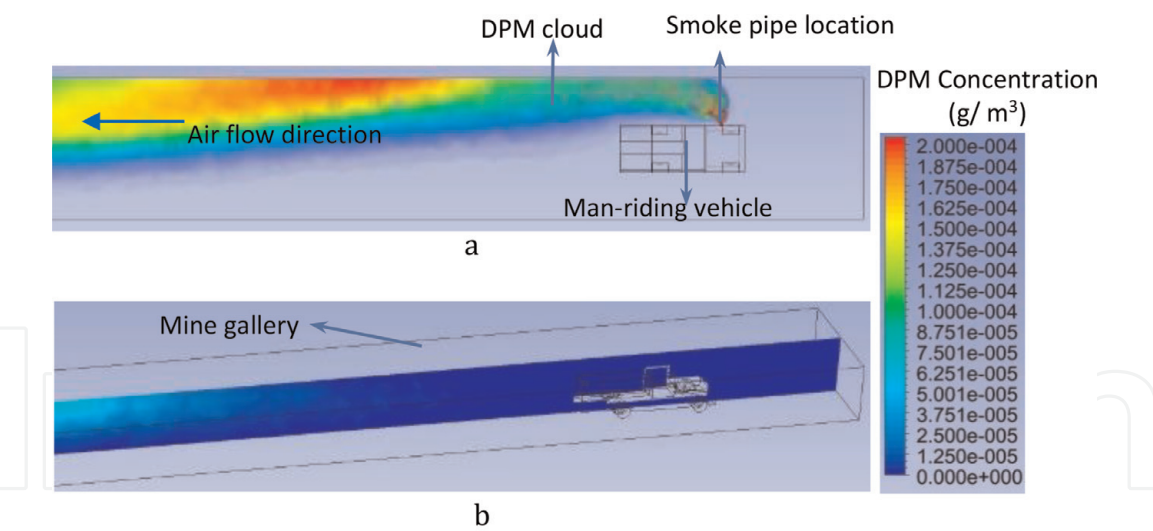 DPM cloud
Smoke pipe location
DPM Concentration
(g/ m³)
Air flow direction
Man-riding vehicle
a
2.000e-004
1.875e-004
1.750e-004
1.625e-004
1.500e-004
1.375e-004
1.250e-004
1.125e-004
1.000e-004
8.751e-005
7.501e-005
6.251e-005
5.001e-005
3.751e-005
2.500e-005
1.250e-005
0.000e+000
Mine gallery
b